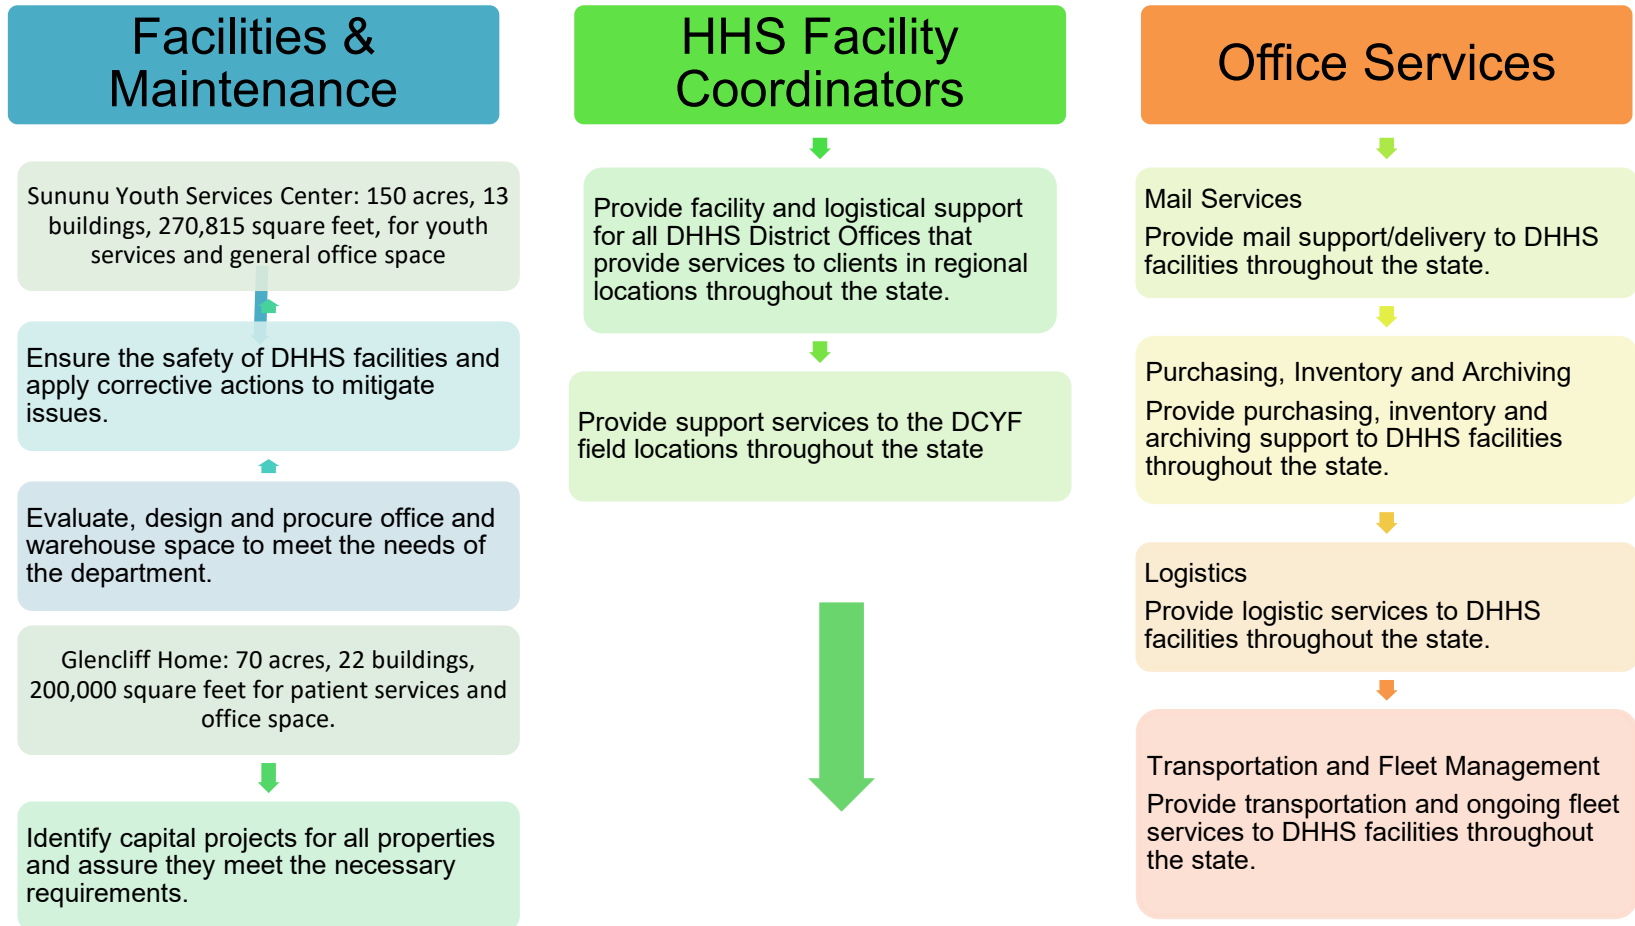 Facilities &
Maintenance
Sununu Youth Services Center: 150 acres, 13
buildings, 270,815 square feet, for youth
services and general office space
Ensure the safety of DHHS facilities and
apply corrective actions to mitigate
issues.
Evaluate, design and procure office and
warehouse space to meet the needs of
the department.
Glencliff Home: 70 acres, 22 buildings,
200,000 square feet for patient services and
office space.
Identify capital projects for all properties
and assure they meet the necessary
requirements.
HHS Facility
Coordinators
Provide facility and logistical support
for all DHHS District Offices that
provide services to clients in regional
locations throughout the state.
Provide support services to the DCYF
field locations throughout the state
Office Services
Mail Services
Provide mail support/delivery to DHHS
facilities throughout the state.
Purchasing, Inventory and Archiving
Provide purchasing, inventory and
archiving support to DHHS facilities
throughout the state.
Logistics
Provide logistic services to DHHS
facilities throughout the state.
Transportation and Fleet Management
Provide transportation and ongoing fleet
services to DHHS facilities throughout
the state.